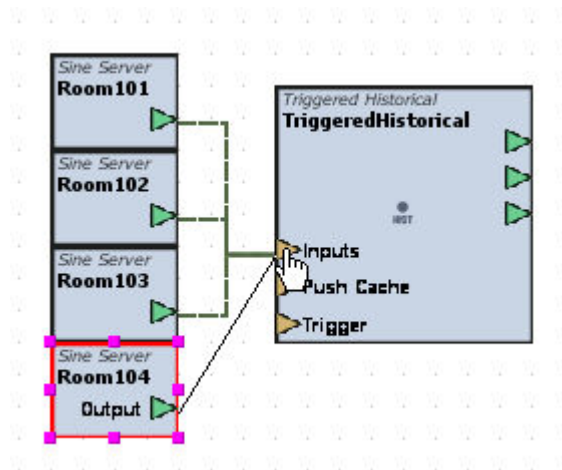 Sine Server
Room101
Sine Server
Room102
Sine Server
Room103
Sine Server
Room104
Output
Triggered Historical
TriggeredHistorical
HIST
Inputs
Push Cache
Trigger